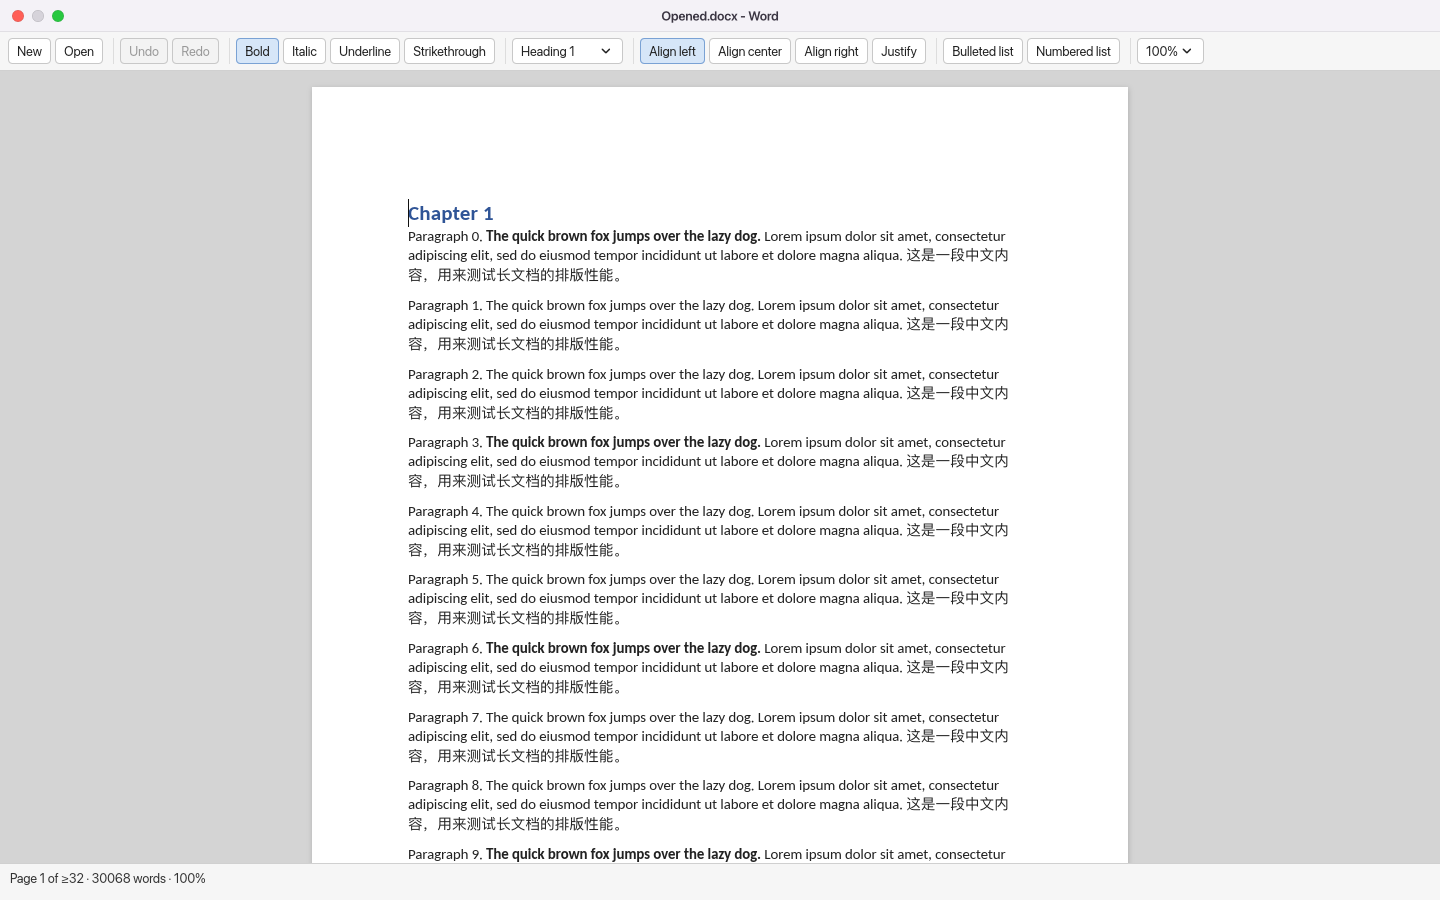 Opened.docx - Word
New Open Undo Redo Bold Italic Underline Strikethrough Heading 1 Align left Align center Align right Justify Bulleted list Numbered list 100%
Chapter 1
Paragraph 0. The quick brown fox jumps over the lazy dog. Lorem ipsum dolor sit amet, consectetur
adipiscing elit, sed do eiusmod tempor incididunt ut labore et dolore magna aliqua. 这是一段中文内
容，用来测试长文档的排版性能。
Paragraph 1. The quick brown fox jumps over the lazy dog. Lorem ipsum dolor sit amet, consectetur
adipiscing elit, sed do eiusmod tempor incididunt ut labore et dolore magna aliqua. 这是一段中文内
容，用来测试长文档的排版性能。
Paragraph 2. The quick brown fox jumps over the lazy dog. Lorem ipsum dolor sit amet, consectetur
adipiscing elit, sed do eiusmod tempor incididunt ut labore et dolore magna aliqua. 这是一段中文内
容，用来测试长文档的排版性能。
Paragraph 3. The quick brown fox jumps over the lazy dog. Lorem ipsum dolor sit amet, consectetur
adipiscing elit, sed do eiusmod tempor incididunt ut labore et dolore magna aliqua. 这是一段中文内
容，用来测试长文档的排版性能。
Paragraph 4. The quick brown fox jumps over the lazy dog. Lorem ipsum dolor sit amet, consectetur
adipiscing elit, sed do eiusmod tempor incididunt ut labore et dolore magna aliqua. 这是一段中文内
容，用来测试长文档的排版性能。
Paragraph 5. The quick brown fox jumps over the lazy dog. Lorem ipsum dolor sit amet, consectetur
adipiscing elit, sed do eiusmod tempor incididunt ut labore et dolore magna aliqua. 这是一段中文内
容，用来测试长文档的排版性能。
Paragraph 6. The quick brown fox jumps over the lazy dog. Lorem ipsum dolor sit amet, consectetur
adipiscing elit, sed do eiusmod tempor incididunt ut labore et dolore magna aliqua. 这是一段中文内
容，用来测试长文档的排版性能。
Paragraph 7. The quick brown fox jumps over the lazy dog. Lorem ipsum dolor sit amet, consectetur
adipiscing elit, sed do eiusmod tempor incididunt ut labore et dolore magna aliqua. 这是一段中文内
容，用来测试长文档的排版性能。
Paragraph 8. The quick brown fox jumps over the lazy dog. Lorem ipsum dolor sit amet, consectetur
adipiscing elit, sed do eiusmod tempor incididunt ut labore et dolore magna aliqua. 这是一段中文内
容，用来测试长文档的排版性能。
Paragraph 9. The quick brown fox jumps over the lazy dog. Lorem ipsum dolor sit amet, consectetur
Page 1 of ≥32 · 30068 words · 100%